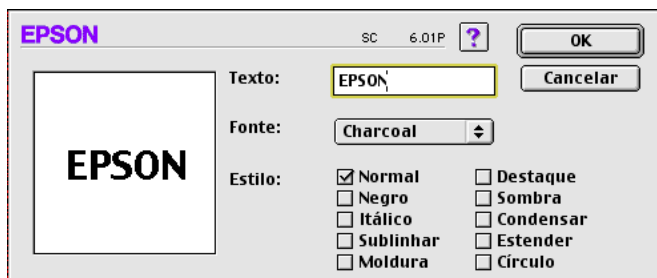 EPSON SC 6.01P ? OK
Texto: EPSON Cancelar
Fonte: Charcoal
EPSON
Estilo: Normal Destaque
Negro Sombra
Itálico Condensar
Sublinhar Estender
Moldura Círculo